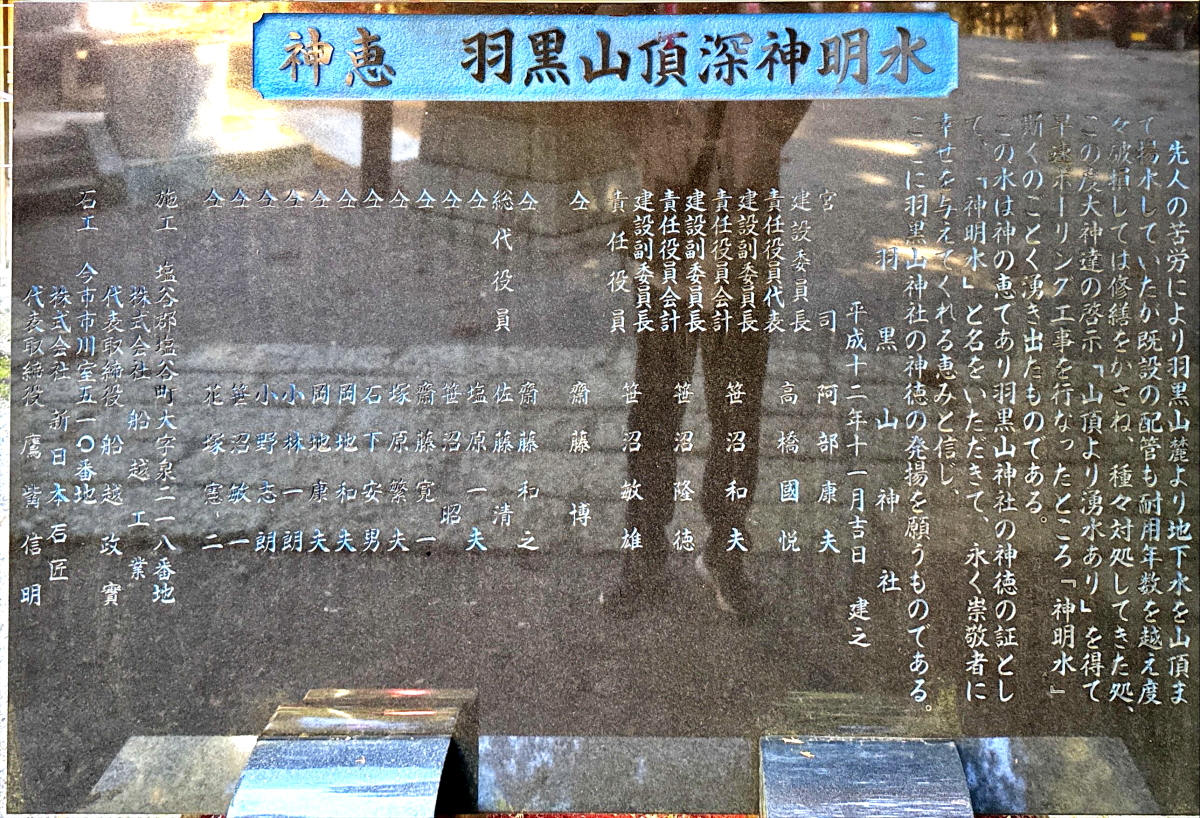 神恵　羽黒山頂深神明水
先人の苦労により羽黒山麓より地下水を山頂ま
で揚水していたが既設の配管も耐用年数を越え度
々破損しては修繕をかさね、種々対処してきた処、
この度大神達の啓示「山頂より湧水あり」を得て
早速ボーリング工事を行なったところ「神明水」
斯くのごとく湧き出たものである。
この水は神の恵であり羽黒山神社の神徳の証とし
て、「神明水」と名をいただきて、永く崇敬者に
幸せを与えてくれる恵みと信じ、
ここに羽黒山神社の神徳の発揚を願うものである。
羽黒山神社
平成十二年十一月吉日　建之
宮司　阿部康夫
建設委員長　高橋國悦
責任役員代表
建設副委員長　笹沼和夫
責任役員会計
建設副委員長　笹沼隆徳
責任役員会計
建設副委員長　笹沼敏雄
責任役員
仝　齋藤博
仝　齋藤和之
総代役員　佐藤清
仝　塩原一夫
仝　笹沼昭
仝　齋藤寛一
仝　塚原繁夫
仝　石下安男
仝　岡地和夫
仝　岡地康夫
仝　小林一朗
仝　小野志朗
仝　笹沼敏一
仝　花塚憲二
施工　塩谷郡塩谷町大字泉二一八番地
株式会社　船越工業
代表取締役　船越政實
石工　今市市川室五一〇番地
株式会社　新日本石匠
代表取締役　鷹觜信明